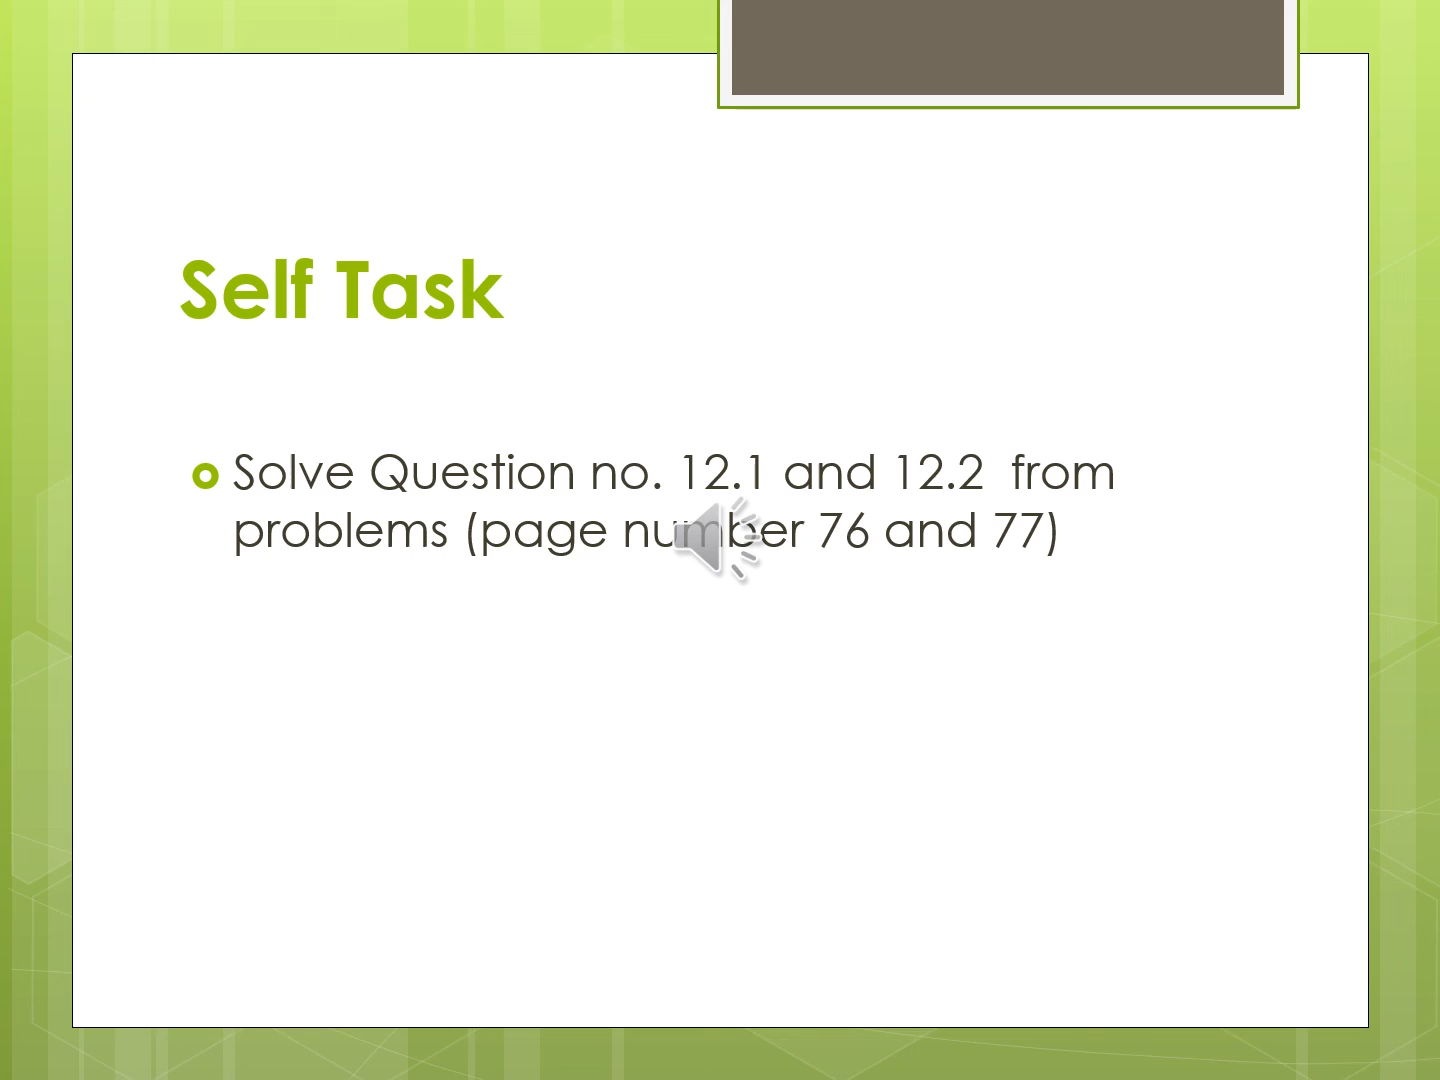 Self Task
Solve Question no. 12.1 and 12.2  from
problems (page number 76 and 77)